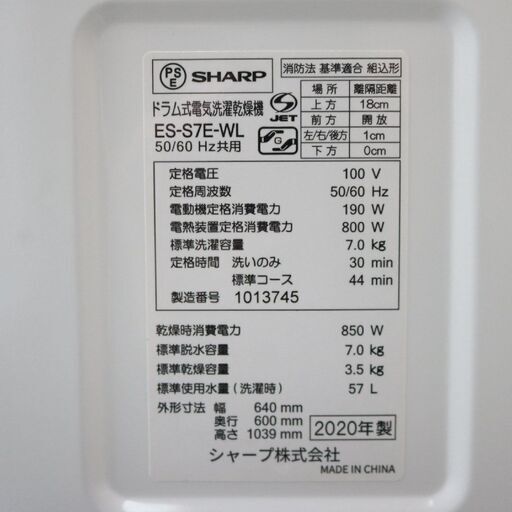 PS E SHARP
消防法 基準適合 組込形
場所 離隔距離
上方 18cm
前方 開放
左/右/後方 1cm
下方 0cm
ドラム式電気洗濯乾燥機
ES-S7E-WL
50/60 Hz共用
S JET
定格電圧 100 V
定格周波数 50/60 Hz
電動機定格消費電力 190 W
電熱装置定格消費電力 800 W
標準洗濯容量 7.0 kg
定格時間 洗いのみ 30 min
標準コース 44 min
製造番号 1013745
乾燥時消費電力 850 W
標準脱水容量 7.0 kg
標準乾燥容量 3.5 kg
標準使用水量(洗濯時) 57 L
外形寸法 幅 640 mm
奥行 600 mm
高さ 1039 mm
2020年製
シャープ株式会社
MADE IN CHINA